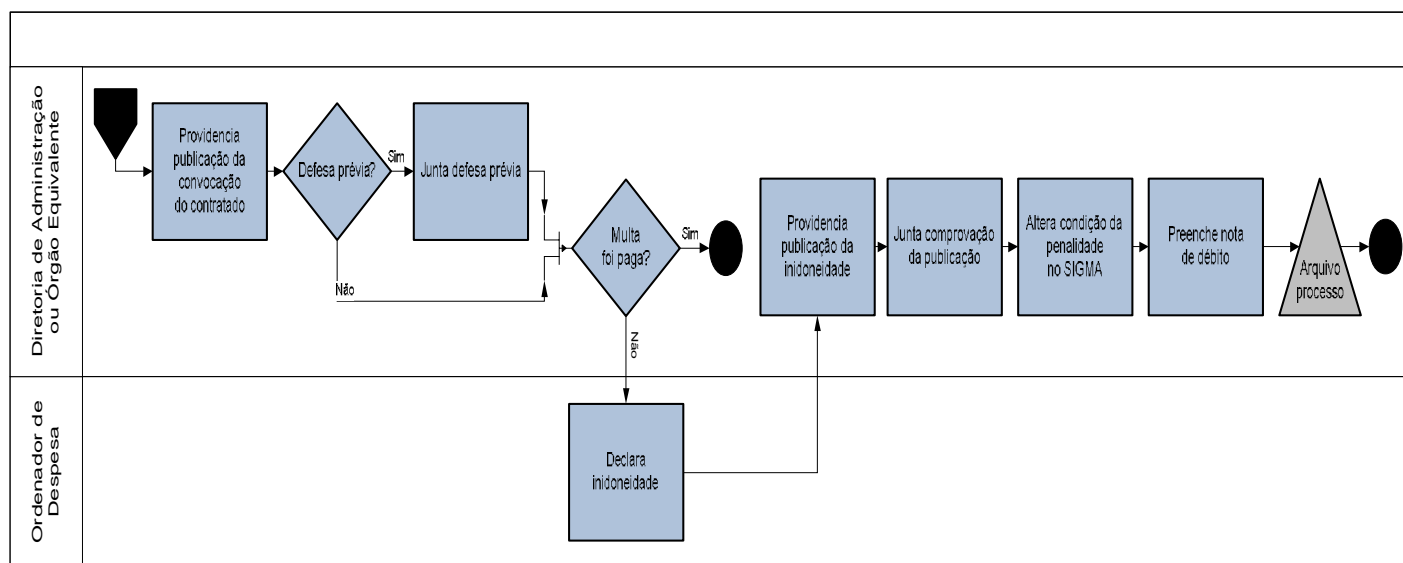 Diretoria de Administração
ou Órgão Equivalente
Providencia
publicação da
convocação
do contratado
Defesa prévia?
Sim
Não
Junta defesa prévia
Multa
foi paga?
Sim
Não
Providencia
publicação da
inidoneidade
Junta comprovação
da publicação
Altera condição da
penalidade
no SIGMA
Preenche nota
de débito
Arquivo
processo
Ordenador de
Despesa
Declara
inidoneidade